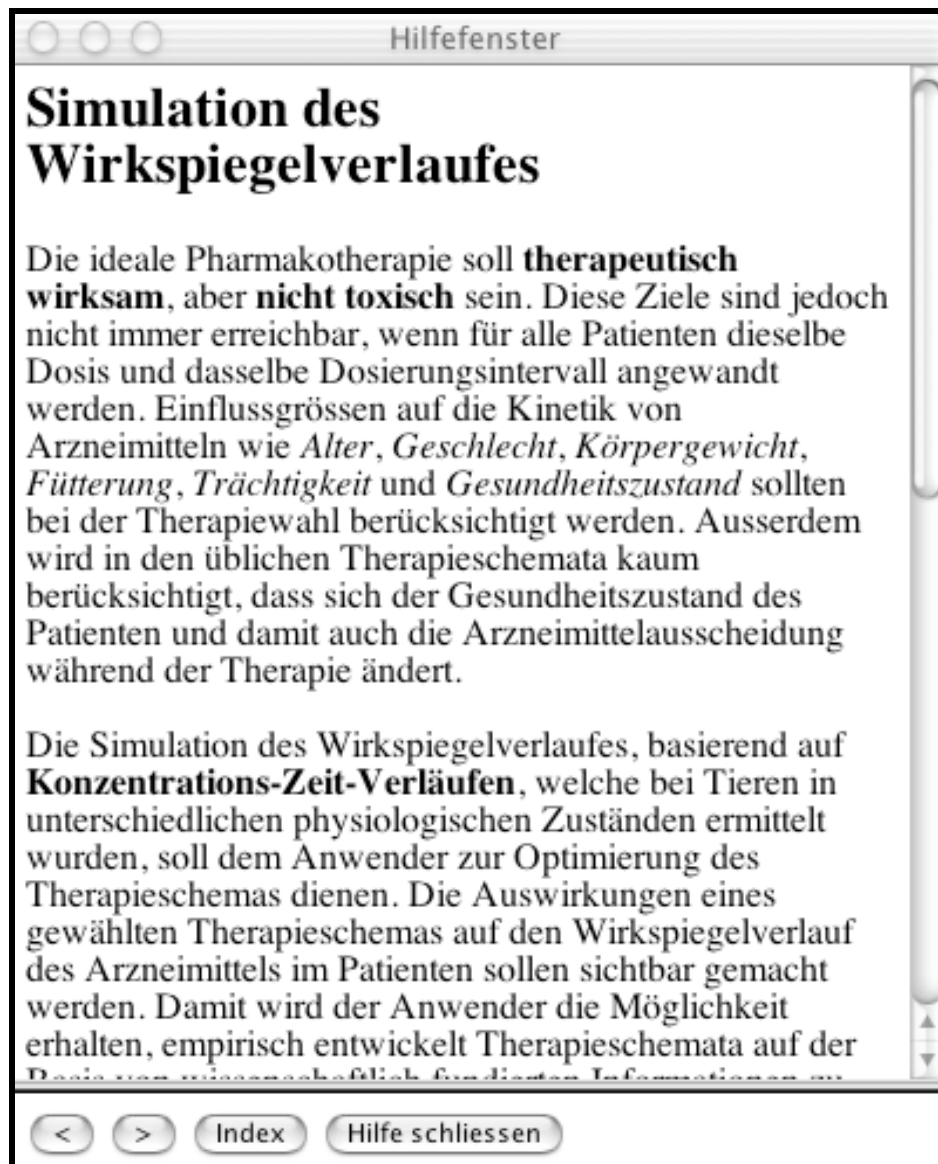 Hilfefenster
Simulation des
Wirkspiegelverlaufes
Die ideale Pharmakotherapie soll therapeutisch
wirksam, aber nicht toxisch sein. Diese Ziele sind jedoch
nicht immer erreichbar, wenn für alle Patienten dieselbe
Dosis und dasselbe Dosierungsintervall angewandt
werden. Einflussgrössen auf die Kinetik von
Arzneimitteln wie Alter, Geschlecht, Körpergewicht,
Fütterung, Trächtigkeit und Gesundheitszustand sollten
bei der Therapiewahl berücksichtigt werden. Ausserdem
wird in den üblichen Therapieschemata kaum
berücksichtigt, dass sich der Gesundheitszustand des
Patienten und damit auch die Arzneimittelausscheidung
während der Therapie ändert.
Die Simulation des Wirkspiegelverlaufes, basierend auf
Konzentrations-Zeit-Verläufen, welche bei Tieren in
unterschiedlichen physiologischen Zuständen ermittelt
wurden, soll dem Anwender zur Optimierung des
Therapieschemas dienen. Die Auswirkungen eines
gewählten Therapieschemas auf den Wirkspiegelverlauf
des Arzneimittels im Patienten sollen sichtbar gemacht
werden. Damit wird der Anwender die Möglichkeit
erhalten, empirisch entwickelt Therapieschemata auf der
Basis von wissenschaftlich fundierten Informationen zu
< > Index Hilfe schliessen